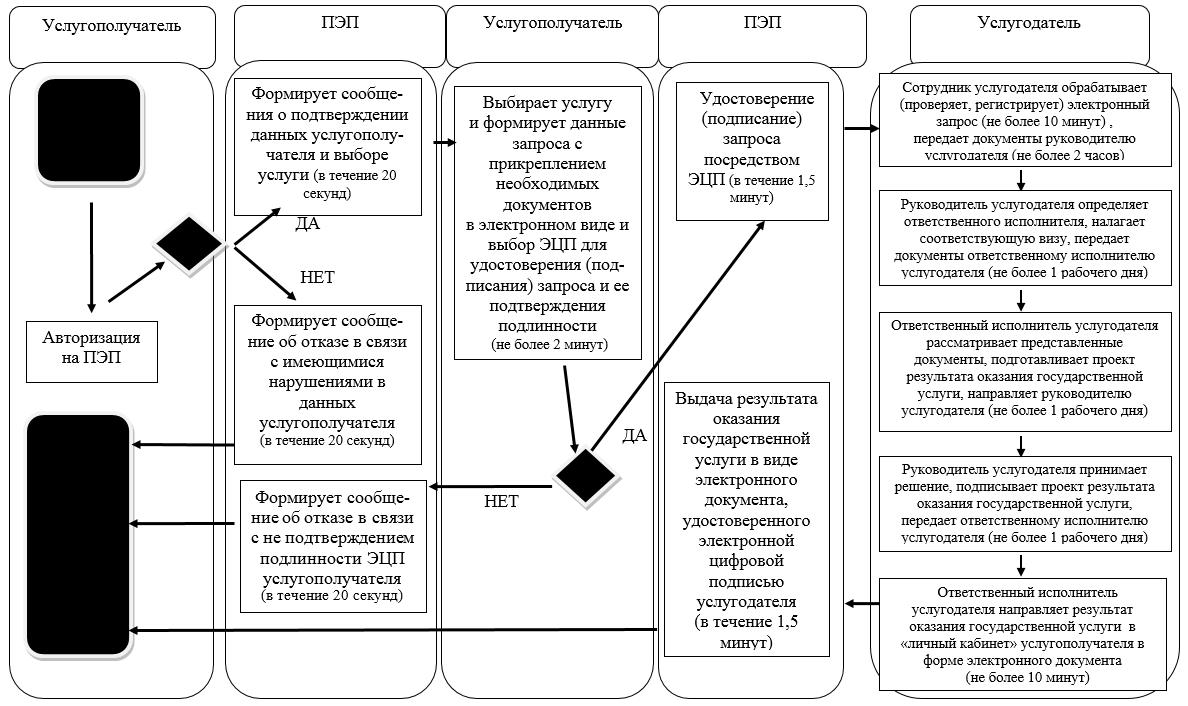 Услугополучатель
ПЭП
Услугополучатель
ПЭП
Услугодатель
Авторизация
на ПЭП
Формирует сообще-
ния о подтверждении
данных услугополу-
чателя и выборе
услуги (в течение 20
секунд)
ДА
НЕТ
Формирует сообще-
ние об отказе в связи
с имеющимися
нарушениями в
данных
услугополучателя
(в течение 20 секунд)
Формирует сообще-
ние об отказе в связи
с не подтверждением
подлинности ЭЦП
услугополучателя
(в течение 20 секунд)
Выбирает услугу
и формирует данные
запроса с
прикреплением
необходимых
документов
в электронном виде и
выбор ЭЦП для
удостоверения (под-
писания) запроса и ее
подтверждения
подлинности
(не более 2 минут)
ДА
НЕТ
Удостоверение
(подписание)
запроса
посредством
ЭЦП (в течение 1,5
минут)
Выдача результата
оказания
государственной
услуги в виде
электронного
документа,
удостоверенного
электронной
цифровой
подписью
услугодателя
(в течение 1,5
минут)
Сотрудник услугодателя обрабатывает
(проверяет, регистрирует) электронный
запрос (не более 10 минут) ,
передает документы руководителю
услугодателя (не более 2 часов)
Руководитель услугодателя определяет
ответственного исполнителя, налагает
соответствующую визу, передает
документы ответственному исполнителю
услугодателя (не более 1 рабочего дня)
Ответственный исполнитель услугодателя
рассматривает представленные
документы, подготавливает проект
результата оказания государственной
услуги, направляет руководителю
услугодателя (не более 1 рабочего дня)
Руководитель услугодателя принимает
решение, подписывает проект результата
оказания государственной услуги,
передает ответственному исполнителю
услугодателя (не более 1 рабочего дня)
Ответственный исполнитель
услугодателя направляет результат
оказания государственной услуги в
«личный кабинет» услугополучателя в
форме электронного документа
(не более 10 минут)